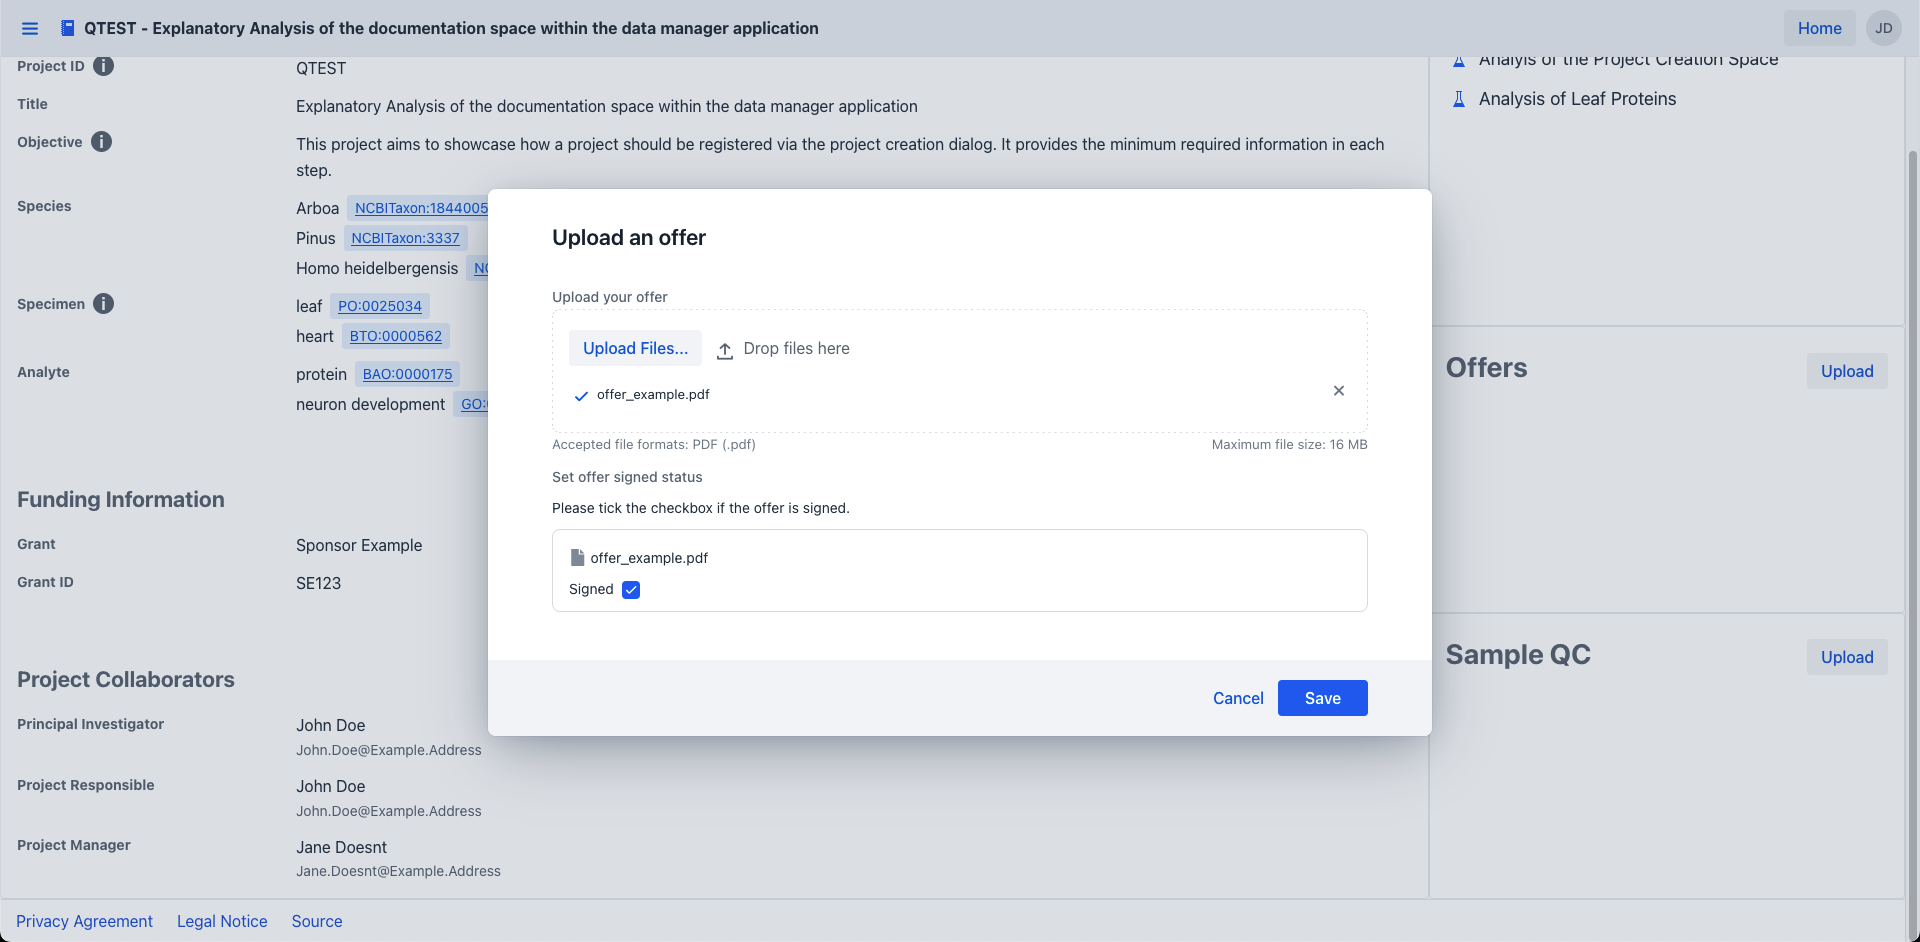 QTEST - Explanatory Analysis of the documentation space within the data manager application
Home
JD
Project ID
QTEST
Title
Explanatory Analysis of the documentation space within the data manager application
Objective
This project aims to showcase how a project should be registered via the project creation dialog. It provides the minimum required information in each
step.
Species
Arboa NCBITaxon:1844005
Pinus NCBITaxon:3337
Homo heidelbergensis
Specimen
leaf PO:0025034
heart BTO:0000562
Analyte
protein BAO:0000175
neuron development
Funding Information
Grant
Sponsor Example
Grant ID
SE123
Project Collaborators
Principal Investigator
John Doe
John.Doe@Example.Address
Project Responsible
John Doe
John.Doe@Example.Address
Project Manager
Jane Doesnt
Jane.Doesnt@Example.Address
Analyis of the Project Creation Space
Analysis of Leaf Proteins
Offers
Upload
Sample QC
Upload
Upload an offer
Upload your offer
Upload Files...
Drop files here
offer_example.pdf
Accepted file formats: PDF (.pdf)
Maximum file size: 16 MB
Set offer signed status
Please tick the checkbox if the offer is signed.
offer_example.pdf
Signed
Cancel
Save
Privacy Agreement
Legal Notice
Source